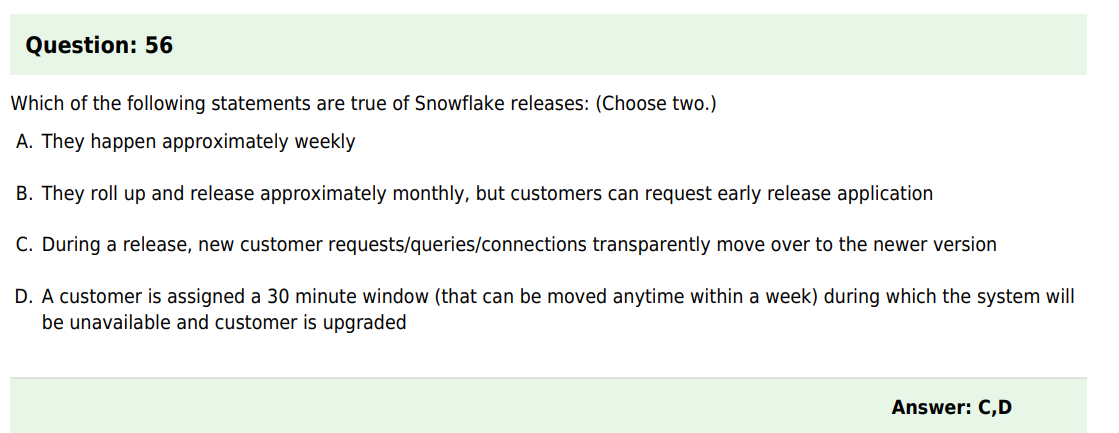 Question: 56
Which of the following statements are true of Snowflake releases: (Choose two.)
A. They happen approximately weekly
B. They roll up and release approximately monthly, but customers can request early release application
C. During a release, new customer requests/queries/connections transparently move over to the newer version
D. A customer is assigned a 30 minute window (that can be moved anytime within a week) during which the system will
be unavailable and customer is upgraded
Answer: C,D